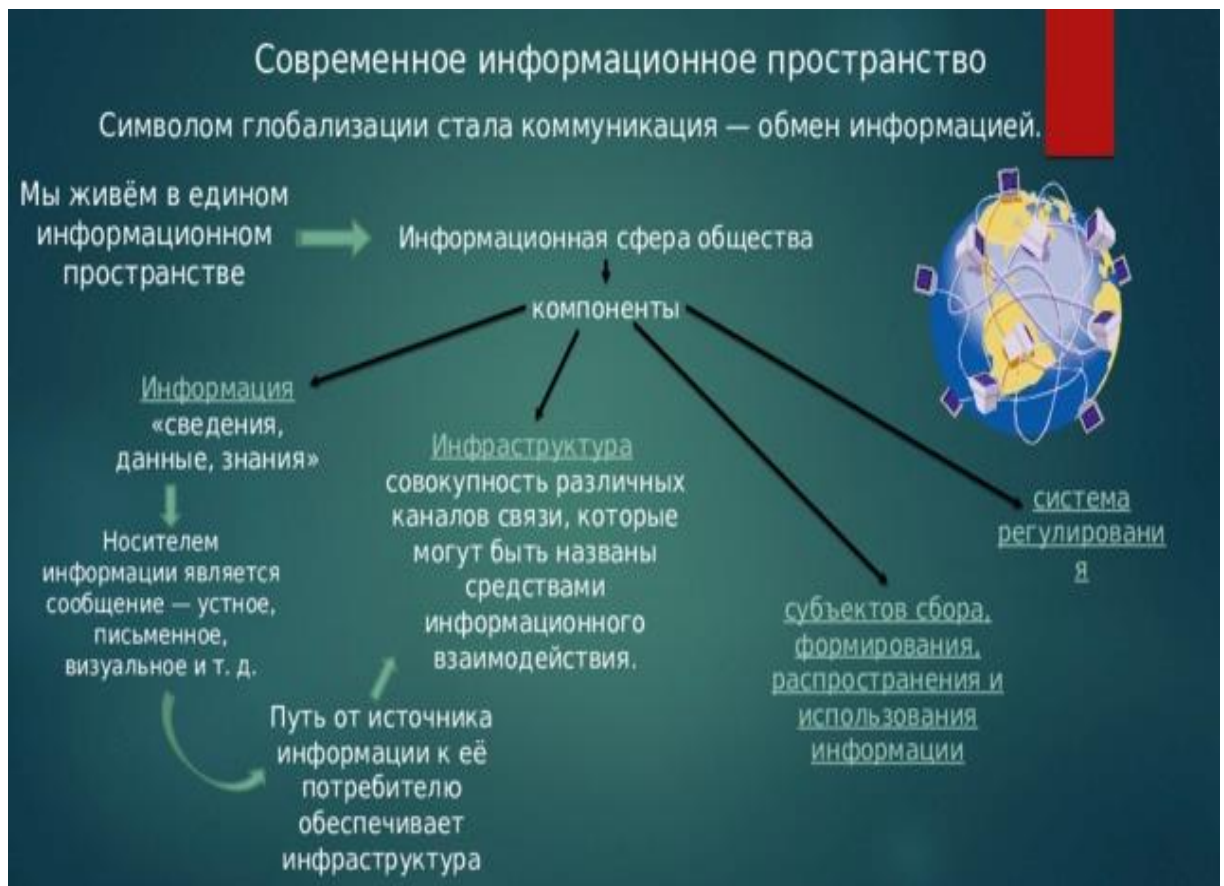 Современное информационное пространство
Символом глобализации стала коммуникация — обмен информацией.
Мы живём в едином
информационном
пространстве
Информационная сфера общества
компоненты
Информация
«сведения,
данные, знания»
Носителем
информации является
сообщение — устное,
письменное,
визуальное и т. д.
Путь от источника
информации к её
потребителю
обеспечивает
инфраструктура
Инфраструктура
совокупность различных
каналов связи, которые
могут быть названы
средствами
информационного
взаимодействия.
субъектов сбора,
формирования,
распространения и
использования
информации
система
регулировани
я